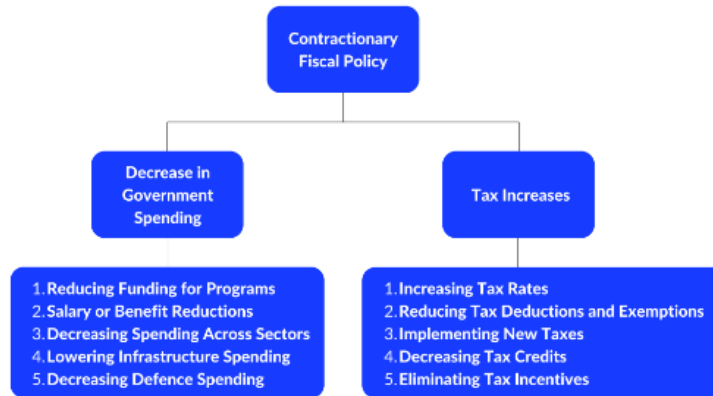 Contractionary
Fiscal Policy
Decrease in
Government
Spending
Tax Increases
1. Reducing Funding for Programs
2. Salary or Benefit Reductions
3. Decreasing Spending Across Sectors
4. Lowering Infrastructure Spending
5. Decreasing Defence Spending
1. Increasing Tax Rates
2. Reducing Tax Deductions and Exemptions
3. Implementing New Taxes
4. Decreasing Tax Credits
5. Eliminating Tax Incentives